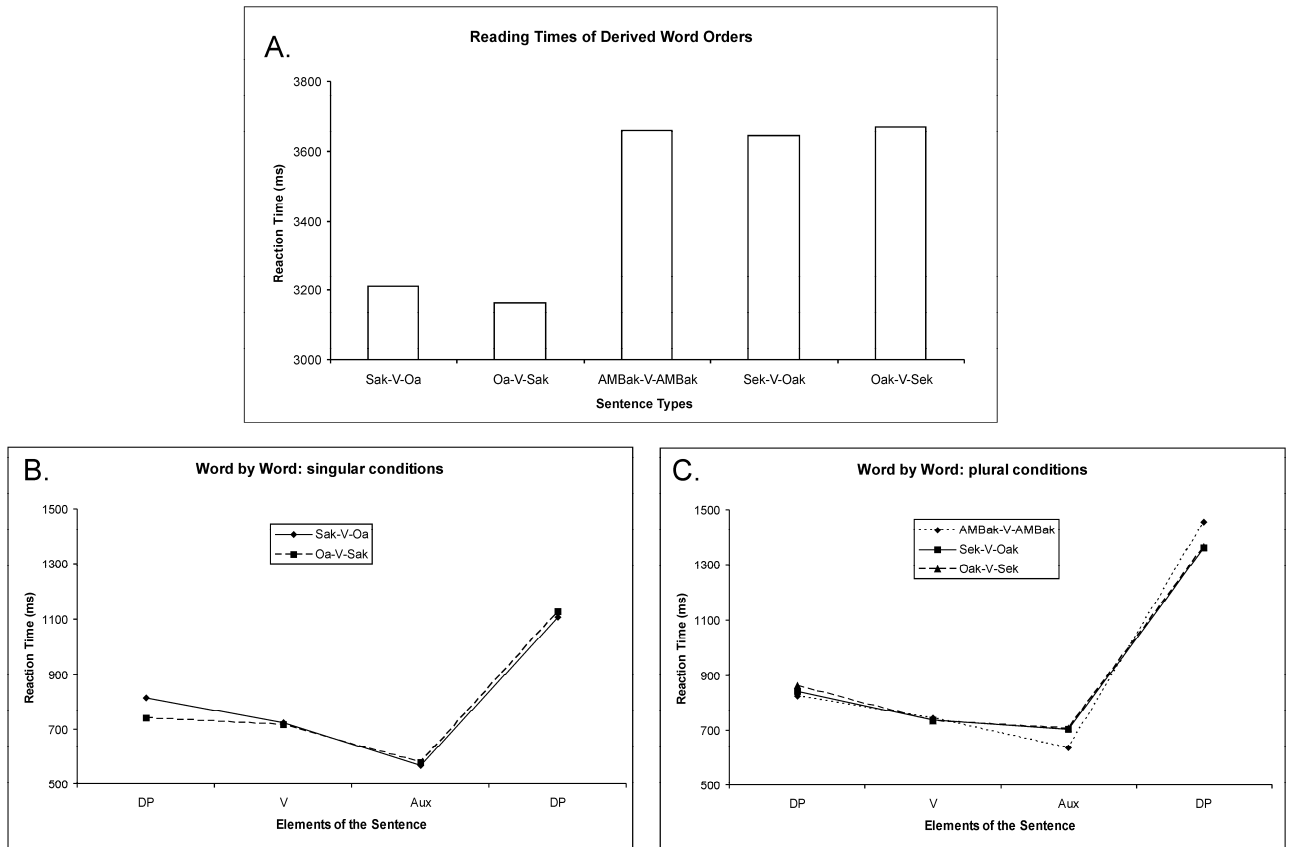 A.
Reading Times of Derived Word Orders
Reaction Time (ms)
3800
3600
3400
3200
3000
Sak-V-Oa
Oa-V-Sak
AMBak-V-AMBak
Sek-V-Oak
Oak-V-Sek
Sentence Types
B.
Word by Word: singular conditions
Reaction Time (ms)
1500
1300
1100
900
700
500
Sak-V-Oa
Oa-V-Sak
DP
V
Aux
DP
Elements of the Sentence
C.
Word by Word: plural conditions
Reaction Time (ms)
1500
1300
1100
900
700
500
AMBak-V-AMBak
Sek-V-Oak
Oak-V-Sek
DP
V
Aux
DP
Elements of the Sentence